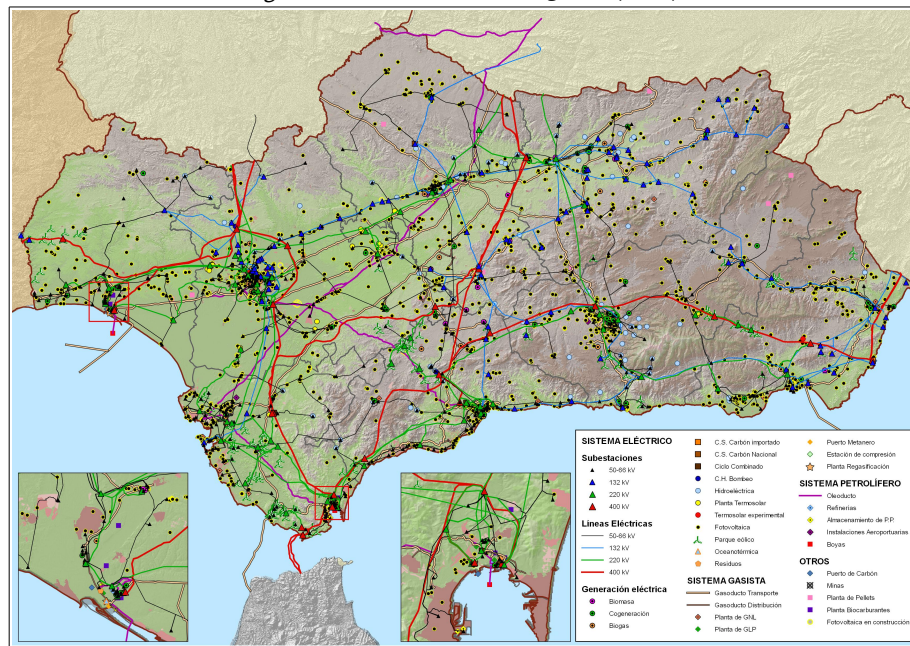 SISTEMA ELÉCTRICO
Subestaciones
50-66 kV
132 kV
220 kV
400 kV
Líneas Eléctricas
50-66 kV
132 kV
220 kV
400 kV
Generación eléctrica
Biomasa
Cogeneración
Biogas
C.S. Carbón importado
C.S. Carbón Nacional
Ciclo Combinado
C.H. Bombeo
Hidroeléctrica
Planta Termosolar
Termosolar experimental
Fotovoltaica
Parque eólico
Oceanotérmica
Residuos
SISTEMA GASISTA
Gasoducto Transporte
Gasoducto Distribución
Planta de GNL
Planta de GLP
Puerto Metanero
Estación de compresión
Planta Regasificación
SISTEMA PETROLÍFERO
Oleoducto
Refinerias
Almacenamiento de P.P.
Instalaciones Aeroportuarias
Boyas
OTROS
Puerto de Carbón
Minas
Planta de Pellets
Planta Biocarburantes
Fotovoltaica en construcción